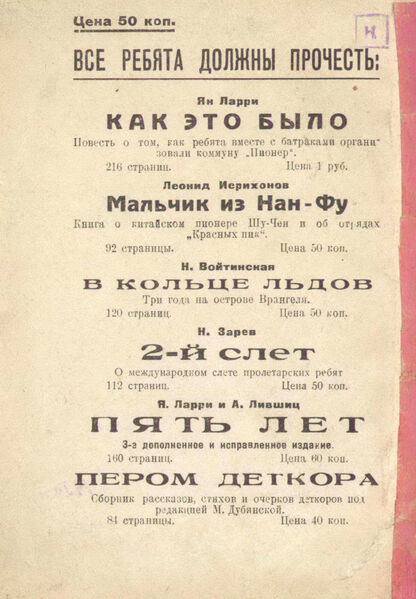 Цена 50 коп.
Н
ВСЕ РЕБЯТА ДОЛЖНЫ ПРОЧЕСТЬ:
Ян Ларри
КАК ЭТО БЫЛО
Повесть о том, как ребята вместе с батраками органи
зовали коммуну „Пионер".
216 страниц. Цена 1 руб.
Леонид Иерихонов
Мальчик из Нан-Фу
Книга о китайском пионере Шу-Чен и об отрядах
„Красных пик".
92 страницы. Цена 50 коп.
Н. Войтинская
В КОЛЬЦЕ ЛЬДОВ
Три года на острове Врангеля.
120 страниц. Цена 50 коп.
Н. Зарев
2-й слет
О международном слете пролетарских ребят
112 страниц. Цена 50 коп.
Я. Ларри и А. Лившиц
ПЯТЬ ЛЕТ
3-е дополненное и исправленное издание.
160 страниц. Цена 60 коп.
ПЕРОМ ДЕТКОРА
Сборник рассказов, стихов и очерков деткоров под
редакцией М. Дубянской.
84 страницы. Цена 40 коп.